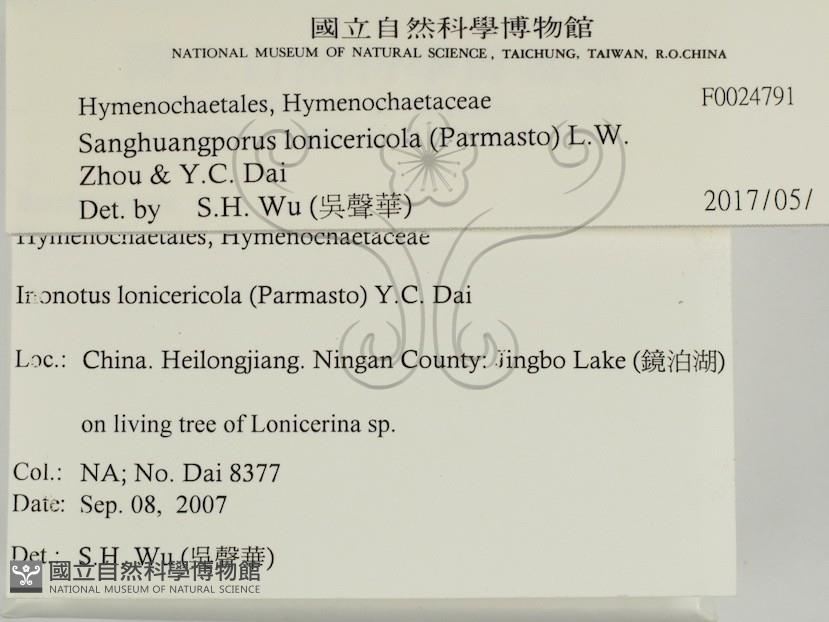 國立自然科學博物館
NATIONAL MUSEUM OF NATURAL SCIENCE, TAICHUNG, TAIWAN, R.O.CHINA
Hymenochaetales, Hymenochaetaceae F0024791
Sanghuangporus lonicericola (Parmasto) L.W.
Zhou & Y.C. Dai
Det. by S.H. Wu (吳聲華) 2017/05/
Hymenochaetales, Hymenochaetaceae
Inonotus lonicericola (Parmasto) Y.C. Dai
Loc.: China. Heilongjiang. Ningan County: Jingbo Lake (鏡泊湖)
on living tree of Lonicerina sp.
Col.: NA; No. Dai 8377
Date: Sep. 08, 2007
Det.: S.H. Wu (吳聲華)
國立自然科學博物館
NATIONAL MUSEUM OF NATURAL SCIENCE